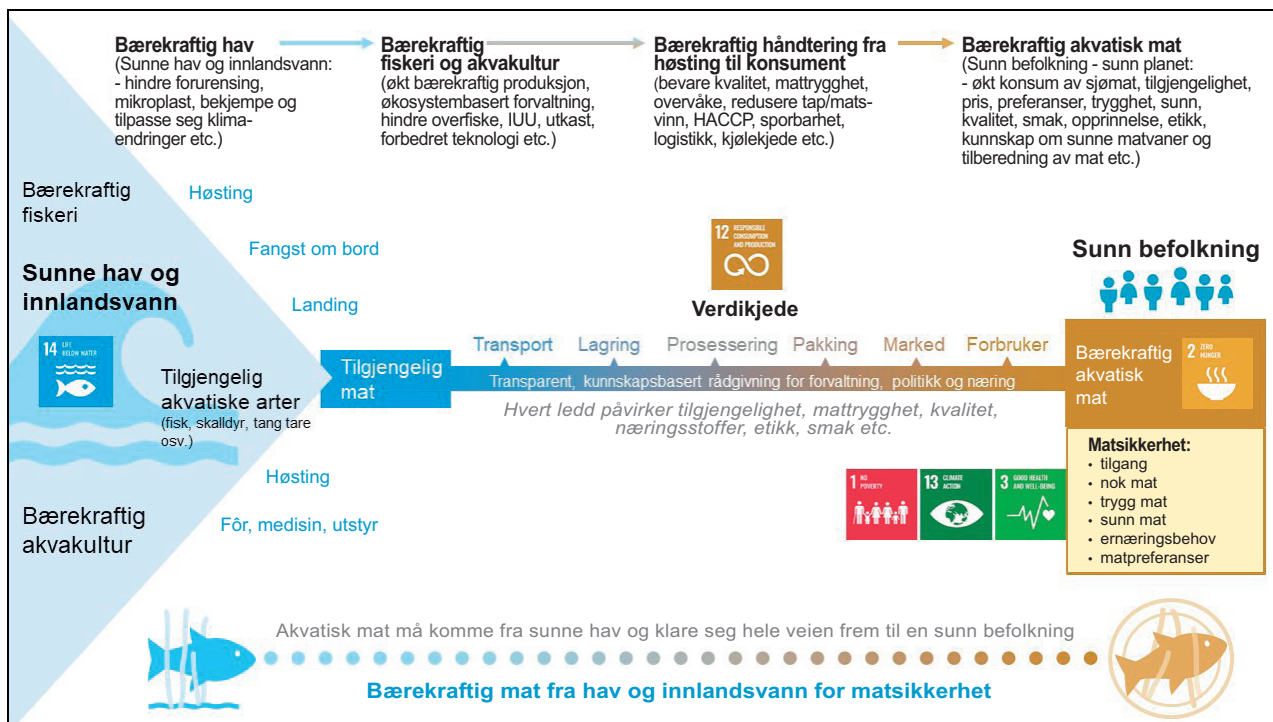 Bærekraftig hav
(Sunne hav og innlandsvann:
- hindre forurensing,
mikroplast, bekjempe og
tilpasse seg klima-
endringer etc.)
Bærekraftig
fiskeri og akvakultur
(økt bærekraftig produksjon,
økosystembasert forvaltning,
hindre overfiske, IUU, utkast,
forbedret teknologi etc.)
Bærekraftig håndtering fra
høsting til konsument
(bevare kvalitet, mattrygghet,
overvåke, redusere tap/mats-
vinn, HACCP, sporbarhet,
logistikk, kjølekjede etc.)
Bærekraftig akvatisk mat
(Sunn befolkning - sunn planet:
- økt konsum av sjømat, tilgjengelighet,
pris, preferanser, trygghet, sunn,
kvalitet, smak, opprinnelse, etikk,
kunnskap om sunne matvaner og
tilberedning av mat etc.)
Bærekraftig
fiskeri
Høsting
Fangst om bord
Landing
Sunne hav og
innlandsvann
14 LIFE
BELOW WATER
Tilgjengelig
akvatiske arter
(fisk, skalldyr, tang tare
osv.)
Høsting
Fôr, medisin, utstyr
Bærekraftig
akvakultur
Tilgjengelig
mat
12 RESPONSIBLE
CONSUMPTION
AND PRODUCTION
Verdikjede
Transport
Lagring
Prosessering
Pakking
Marked
Forbruker
Transparent, kunnskapsbasert rådgivning for forvaltning, politikk og næring
Hvert ledd påvirker tilgjengelighet, mattrygghet, kvalitet,
næringsstoffer, etikk, smak etc.
1 NO
POVERTY
13 CLIMATE
ACTION
3 GOOD HEALTH
AND WELL-BEING
Sunn befolkning
Bærekraftig
akvatisk
mat
2 ZERO
HUNGER
Matsikkerhet:
• tilgang
• nok mat
• trygg mat
• sunn mat
• ernæringsbehov
• matpreferanser
Akvatisk mat må komme fra sunne hav og klare seg hele veien frem til en sunn befolkning
Bærekraftig mat fra hav og innlandsvann for matsikkerhet